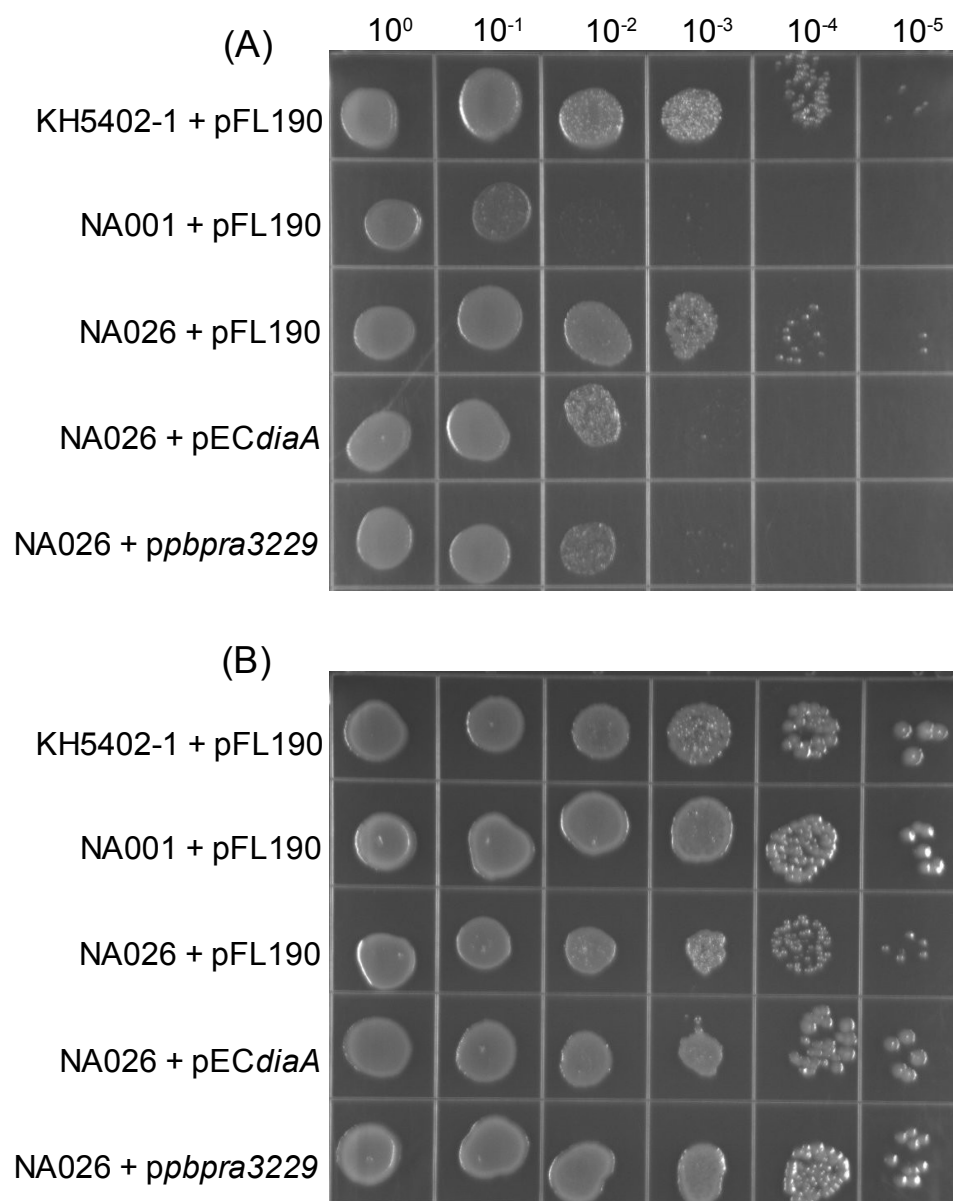 (A) 10⁰ 10⁻¹ 10⁻² 10⁻³ 10⁻⁴ 10⁻⁵
KH5402-1 + pFL190
NA001 + pFL190
NA026 + pFL190
NA026 + pECdiaA
NA026 + ppbpra3229
(B)
KH5402-1 + pFL190
NA001 + pFL190
NA026 + pFL190
NA026 + pECdiaA
NA026 + ppbpra3229